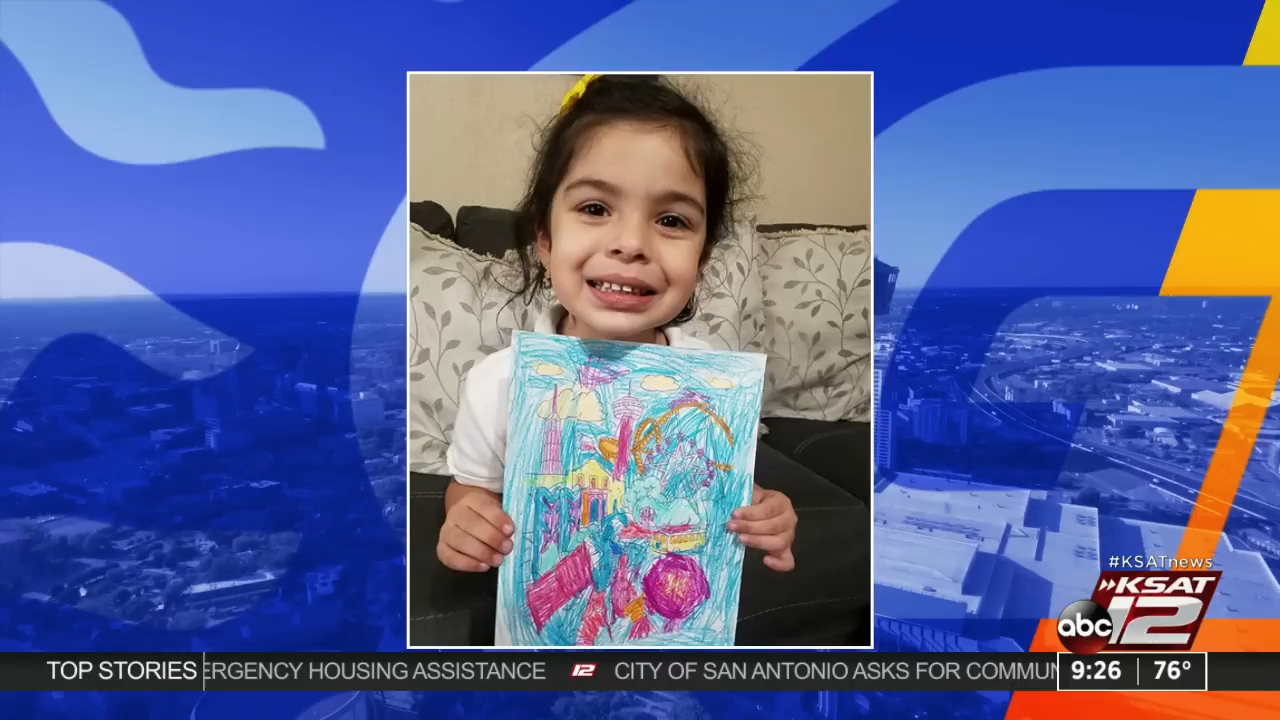 #KSATnews
KSAT
abc 12
TOP STORIES ERGENCY HOUSING ASSISTANCE 12 CITY OF SAN ANTONIO ASKS FOR COMMUN 9:26 76°